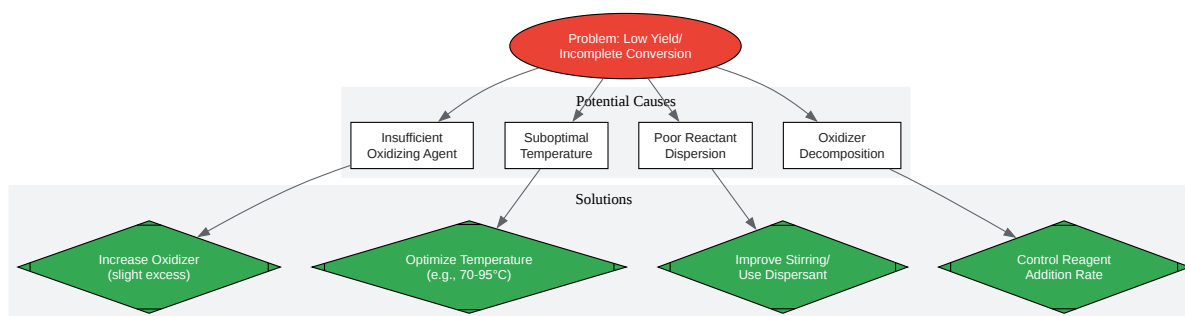 Problem: Low Yield/
Incomplete Conversion
Potential Causes
Insufficient
Oxidizing Agent
Suboptimal
Temperature
Poor Reactant
Dispersion
Oxidizer
Decomposition
Solutions
Increase Oxidizer
(slight excess)
Optimize Temperature
(e.g., 70-95°C)
Improve Stirring/
Use Dispersant
Control Reagent
Addition Rate